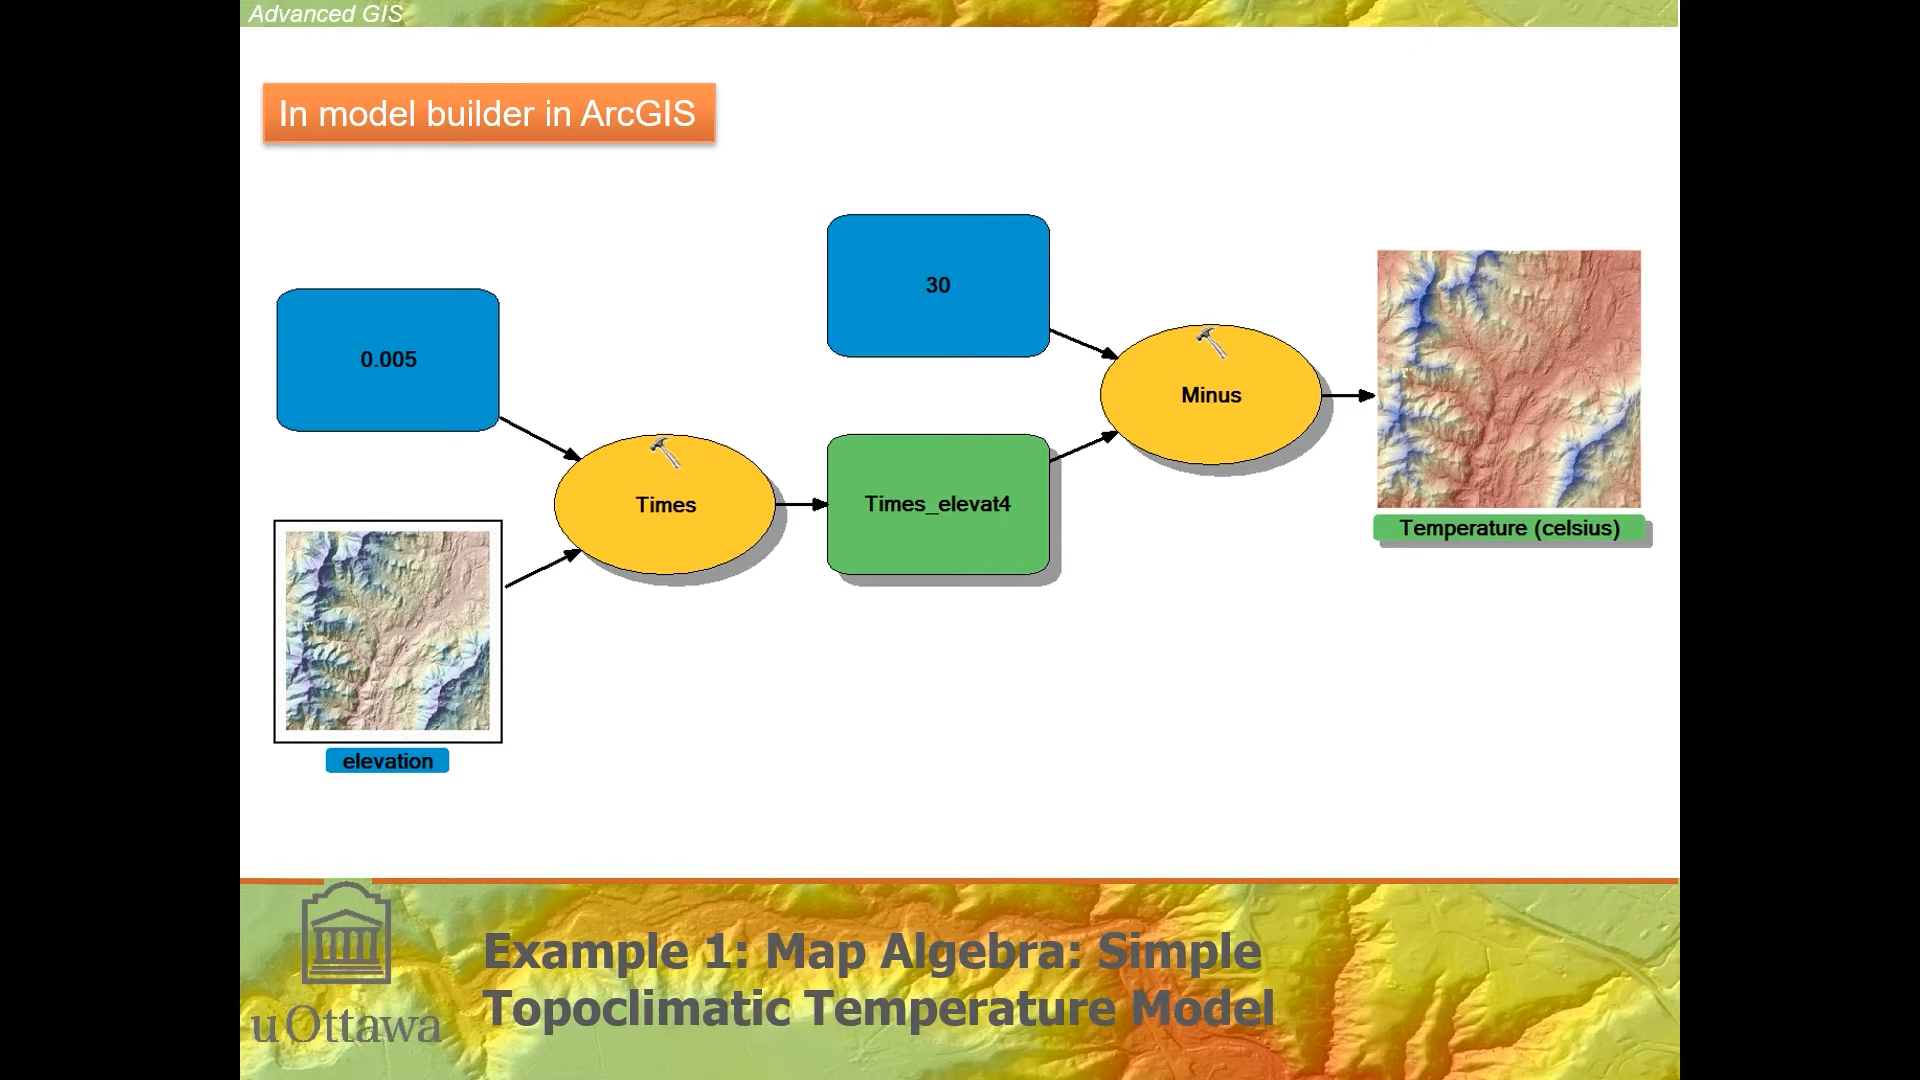 Advanced GIS
In model builder in ArcGIS
30
0.005
Minus
Times
Times_elevat4
Temperature (celsius)
elevation
Example 1: Map Algebra: Simple
Topoclimatic Temperature Model
uOttawa